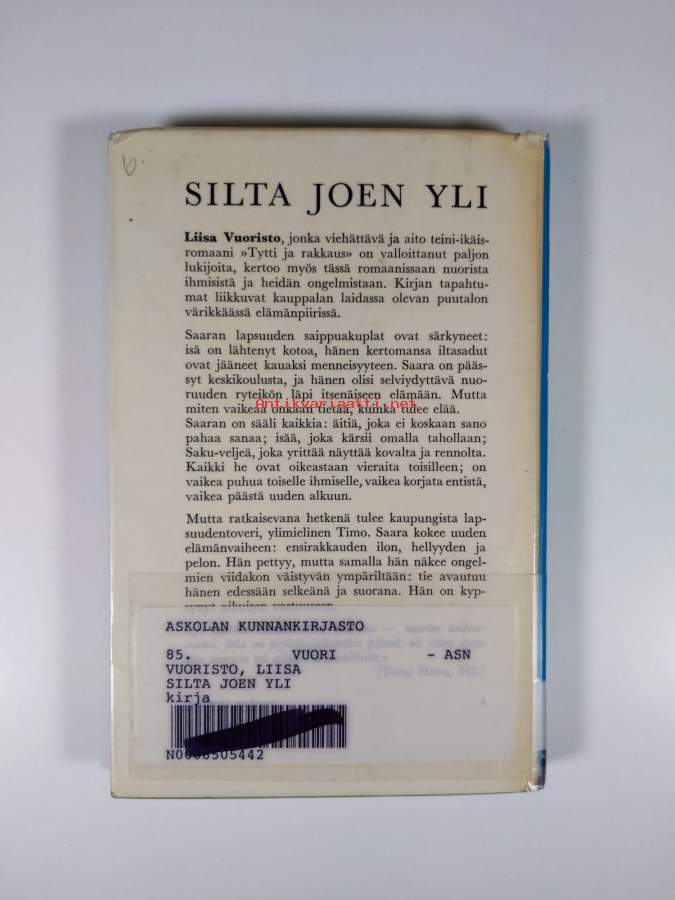 6.
SILTA JOEN YLI
Liisa Vuoristo, jonka viehättävä ja aito teini-ikäis-
romaani »Tytti ja rakkaus» on valloittanut paljon
lukijoita, kertoo myös tässä romaanissaan nuorista
ihmisistä ja heidän ongelmistaan. Kirjan tapahtu-
mat liikkuvat kauppalan laidassa olevan puutalon
värikkäässä elämänpiirissä.
Saaran lapsuuden saippuakuplat ovat särkyneet:
isä on lähtenyt kotoa, hänen kertomansa iltasadut
ovat jääneet kauaksi menneisyyteen. Saara on pääs-
syt keskikoulusta, ja hänen olisi selviydyttävä nuo-
ruuden ryteikön läpi itsenäiseen elämään. Mutta
Antikvariaatti.net
miten vaikeaa onkaan tietää, kuinka tulee elää.
Saaran on sääli kaikkia: äitiä, joka ei koskaan sano
pahaa sanaa; isää, joka kärsii omalla tahollaan;
Saku-veljeä, joka yrittää näyttää kovalta ja rennolta.
Kaikki he ovat oikeastaan vieraita toisilleen; on
vaikea puhua toiselle ihmiselle, vaikea korjata entistä,
vaikea päästä uuden alkuun.
Mutta ratkaisevana hetkenä tulee kaupungista lap-
suudentoveri, ylimielinen Timo. Saara kokee uuden
elämänvaiheen: ensirakkauden ilon, hellyyden ja
pelon. Hän pettyy, mutta samalla hän näkee ongel-
mien viidakon väistyvän ympäriltään: tie avautuu
hänen edessään selkeänä ja suorana. Hän on kyp-
synyt aikuisen vastuuseen.
ASKOLAN KUNNANKIRJASTO
85. VUORI - ASN
VUORISTO, LIISA
SILTA JOEN YLI
(Toini Havu, HS.)
kirja
N0008505442